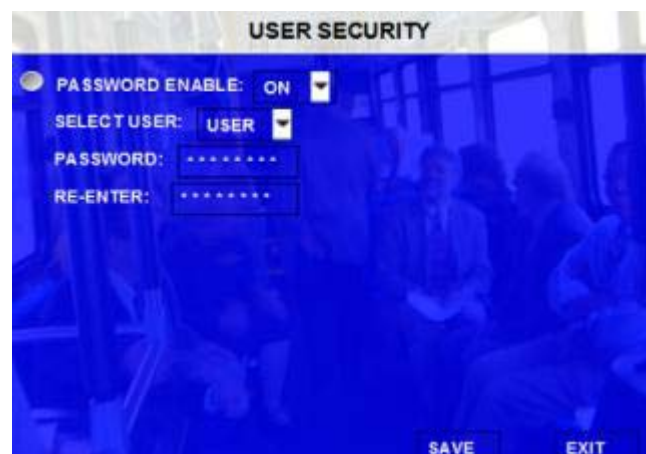 USER SECURITY
PASSWORD ENABLE: ON
SELECT USER: USER
PASSWORD: ********
RE-ENTER: ********
SAVE EXIT